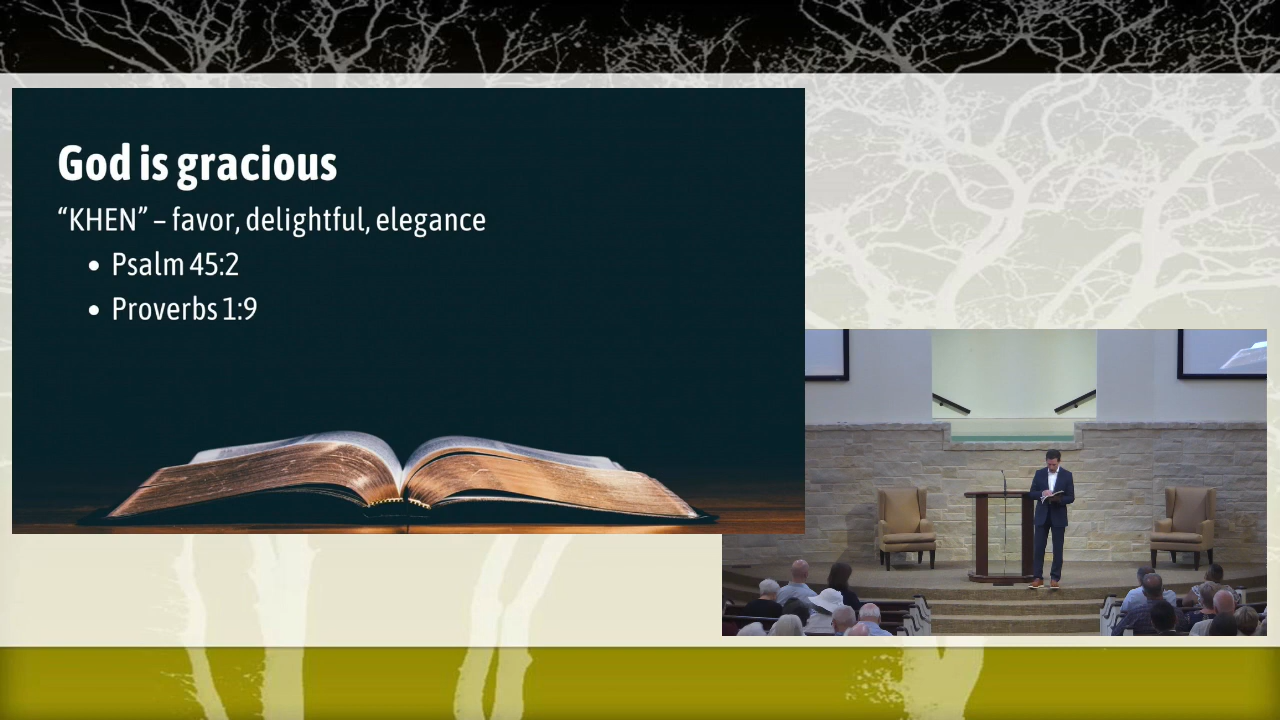 God is gracious
“KHEN” – favor, delightful, elegance
• Psalm 45:2
• Proverbs 1:9